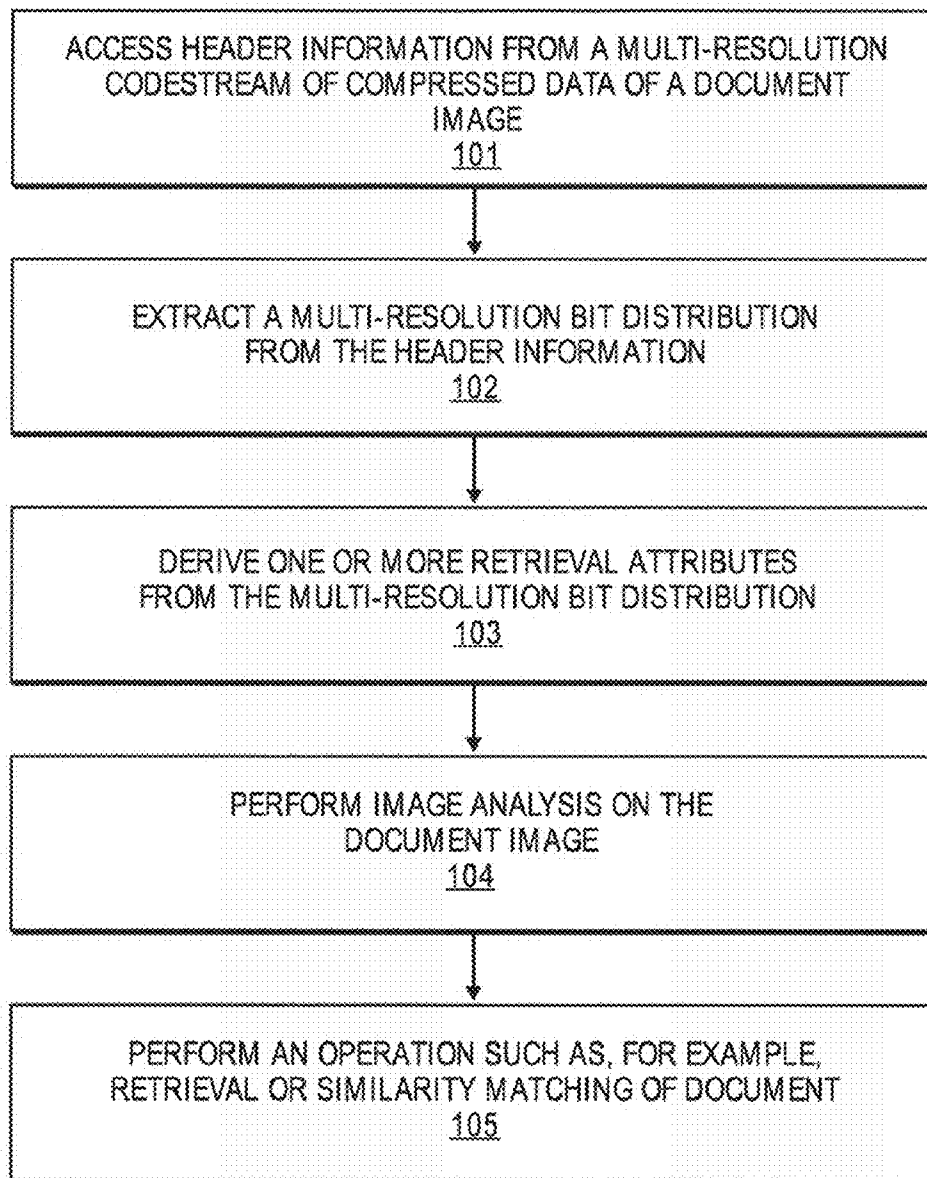 ACCESS HEADER INFORMATION FROM A MULTI-RESOLUTION
CODESTREAM OF COMPRESSED DATA OF A DOCUMENT
IMAGE
101
EXTRACT A MULTI-RESOLUTION BIT DISTRIBUTION
FROM THE HEADER INFORMATION
102
DERIVE ONE OR MORE RETRIEVAL ATTRIBUTES
FROM THE MULTI-RESOLUTION BIT DISTRIBUTION
103
PERFORM IMAGE ANALYSIS ON THE
DOCUMENT IMAGE
104
PERFORM AN OPERATION SUCH AS, FOR EXAMPLE,
RETRIEVAL OR SIMILARITY MATCHING OF DOCUMENT
105